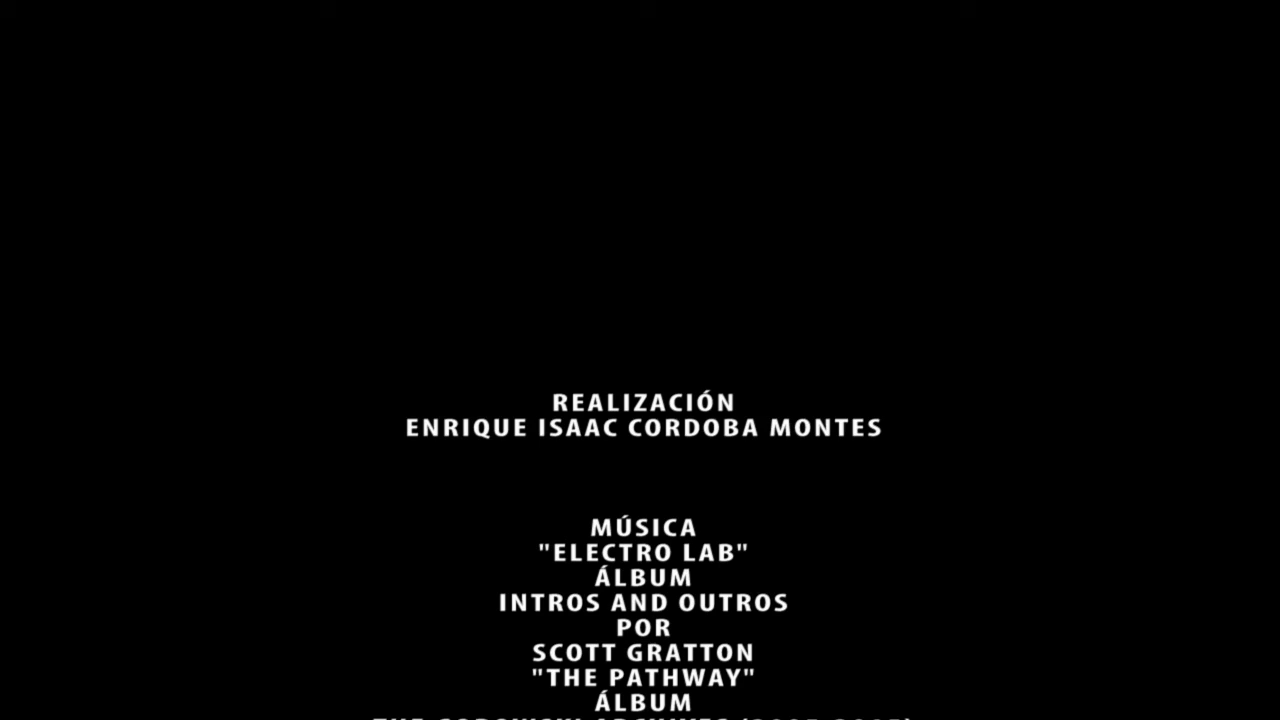 REALIZACIÓN
ENRIQUE ISAAC CORDOBA MONTES
MÚSICA
"ELECTRO LAB"
ÁLBUM
INTROS AND OUTROS
POR
SCOTT GRATTON
"THE PATHWAY"
ÁLBUM